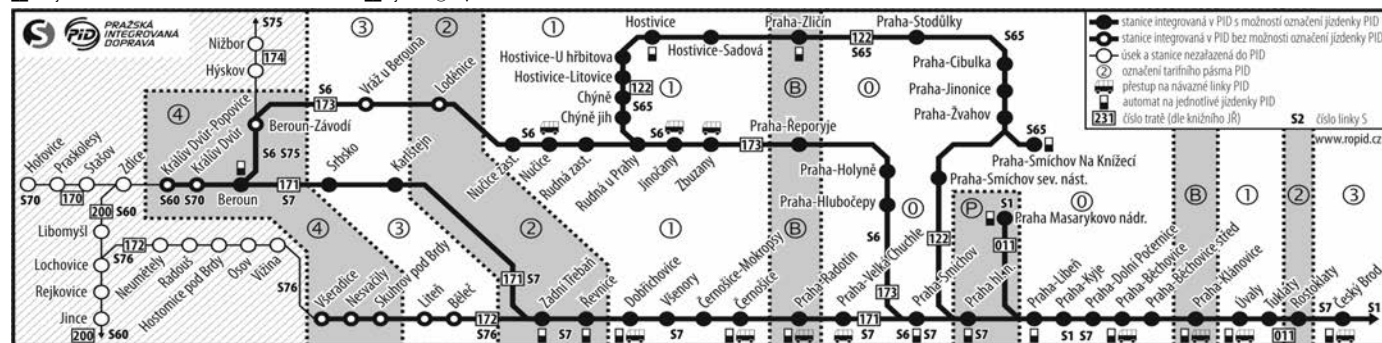 S PID PRAŽSKÁ
INTEGROVANÁ
DOPRAVA
S75
Nižbor
174
Hýskov
3
2
1
Hostivice
Praha-Zličín
Praha-Stodůlky
Hostivice-Sadová
122
S65
S65
Hostivice-U hřbitova
Hostivice-Litovice
122
S65
Chýně
Chýně jih
1
B
0
Praha-Cibulka
Praha-Jinonice
Praha-Žvahov
S65
Praha-Smíchov Na Knížecí
Praha-Smíchov sev. nást.
stanice integrovaná v PID s možností označení jízdenky PID
stanice integrovaná v PID bez možnosti označení jízdenky PID
úsek a stanice nezařazená do PID
2 označení tarifního pásma PID
přestup na návazné linky PID
automat na jednotlivé jízdenky PID
231 číslo tratě (dle knižního JŘ)
S2 číslo linky S
www.ropid.cz
4
S6
173
Vráž u Berouna
Loděnice
Beroun-Závodí
S6 S75
Králův Dvůr-Popovice
Králův Dvůr
Hořovice
Praskolesy
Stašov
Zdice
S70
170
200
S60
S60
S70
Beroun
171
S7
Srbsko
Karlštejn
S6
Nučice zast.
Nučice
Rudná zast.
Rudná u Prahy
S6
Jinočany
Zbuzany
173
Praha-Řeporyje
Praha-Holyně
Praha-Hlubočepy
0
S6
173
122
P
S1
Praha Masarykovo nádr.
011
0
B
1
2
3
Libomyšl
172
S76
Lochovice
Rejkovice
Jince
200
S60
Neumětely
Radouš
Hostomice pod Brdy
Osov
Vižina
S76
4
3
2
1
B
Všeradice
Nesvačily
Skuhrov pod Brdy
Liteň
Běleč
172
S76
171
S7
Zadní Třebaň
Řevnice
Dobřichovice
Všenory
Černošice-Mokropsy
Černošice
Praha-Radotín
Praha-Velká Chuchle
Praha-Smíchov
Praha hl. n.
Praha-Libeň
Praha-Kyje
Praha-Dolní Počernice
Praha-Běchovice
Praha-Běchovice střed
Praha-Klánovice
Úvaly
Tuklaty
Rostoklaty
Český Brod
S7
S7
171
S7
S6
S7
S7
S1 S7
011
S7
S1